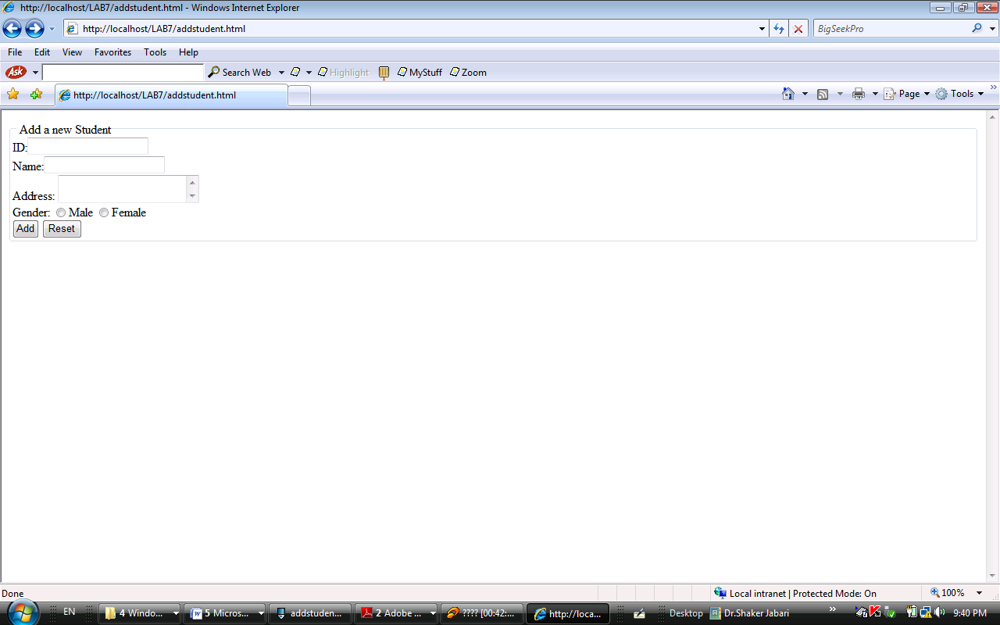 http://localhost/LAB7/addstudent.html - Windows Internet Explorer
http://localhost/LAB7/addstudent.html BigSeekPro
File Edit View Favorites Tools Help
Ask Search Web Highlight MyStuff Zoom
http://localhost/LAB7/addstudent.html Page Tools »
Add a new Student
ID:
Name:
Address:
Gender: Male Female
Add Reset
Done Local intranet | Protected Mode: On 100%
EN 4 Windo... 5 Micros... addstuden... 2 Adobe ... ???? [00:42:... http://loca... Desktop Dr.Shaker Jabari » 9:40 PM